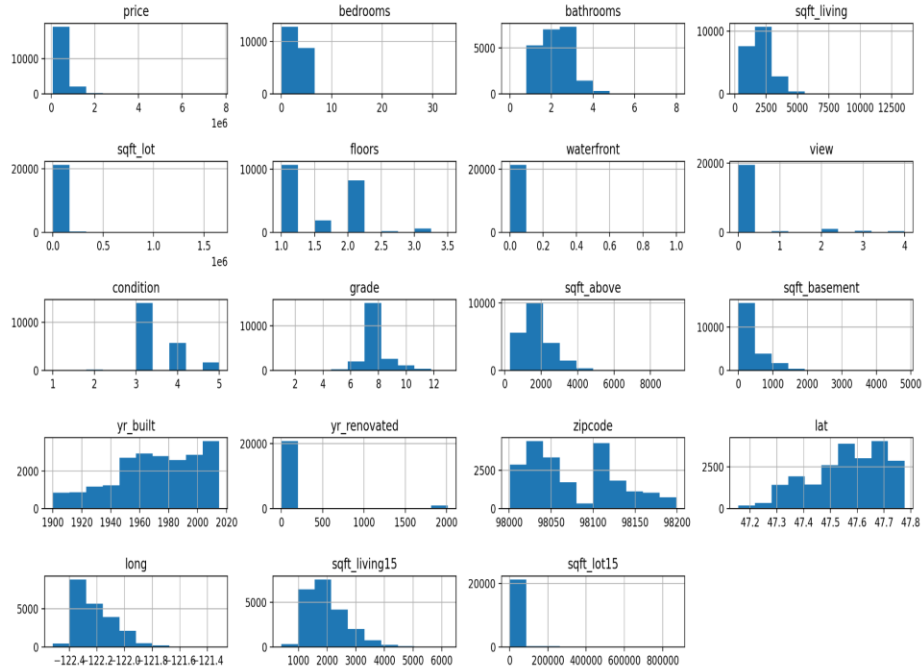 price bedrooms bathrooms sqft_living
10000
0
0 2 4 6 8
1e6
10000
5000
0
0 10 20 30
5000
0
0 2 4 6 8
10000
5000
0
2500 5000 7500 10000 12500
sqft_lot floors waterfront view
20000
0
0.0 0.5 1.0 1.5
1e6
10000
5000
0
1.0 1.5 2.0 2.5 3.0 3.5
20000
0
0.0 0.2 0.4 0.6 0.8 1.0
20000
10000
0
0 1 2 3 4
condition grade sqft_above sqft_basement
10000
0
1 2 3 4 5
10000
0
2 4 6 8 10 12
10000
5000
0
0 2000 4000 6000 8000
10000
0
0 1000 2000 3000 4000 5000
yr_built yr_renovated zipcode lat
2000
0
1900 1920 1940 1960 1980 2000 2020
20000
10000
0
0 500 1000 1500 2000
2500
0
98000 98050 98100 98150 98200
2500
0
47.2 47.3 47.4 47.5 47.6 47.7 47.8
long sqft_living15 sqft_lot15
5000
0
−122.4−122.2−122.0−121.8−121.6−121.4
5000
0
1000 2000 3000 4000 5000 6000
20000
0
0 200000 400000 600000 800000